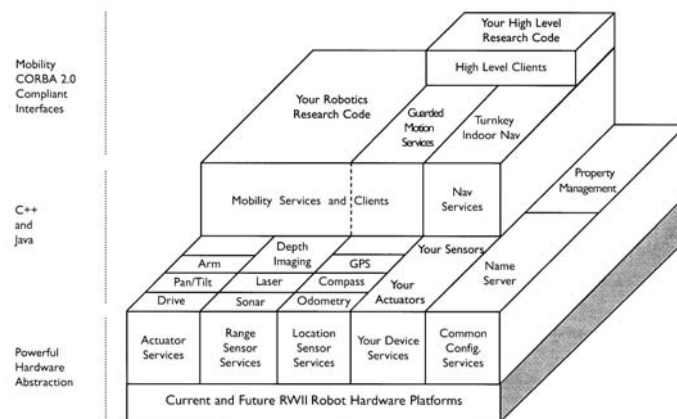 Mobility
CORBA 2.0
Compliant
Interfaces
C++
and
Java
Powerful
Hardware
Abstraction
Your High Level
Research Code
High Level Clients
Your Robotics
Research Code
Guarded
Motion
Services
Turnkey
Indoor Nav
Property
Management
Mobility Services and Clients
Nav
Services
Depth
Imaging
Your Sensors
Arm
GPS
Name
Server
Pan/Tilt
Laser
Compass
Your
Actuators
Drive
Sonar
Odometry
Actuator
Services
Range
Sensor
Services
Location
Sensor
Services
Your Device
Services
Common
Config.
Services
Current and Future RWII Robot Hardware Platforms